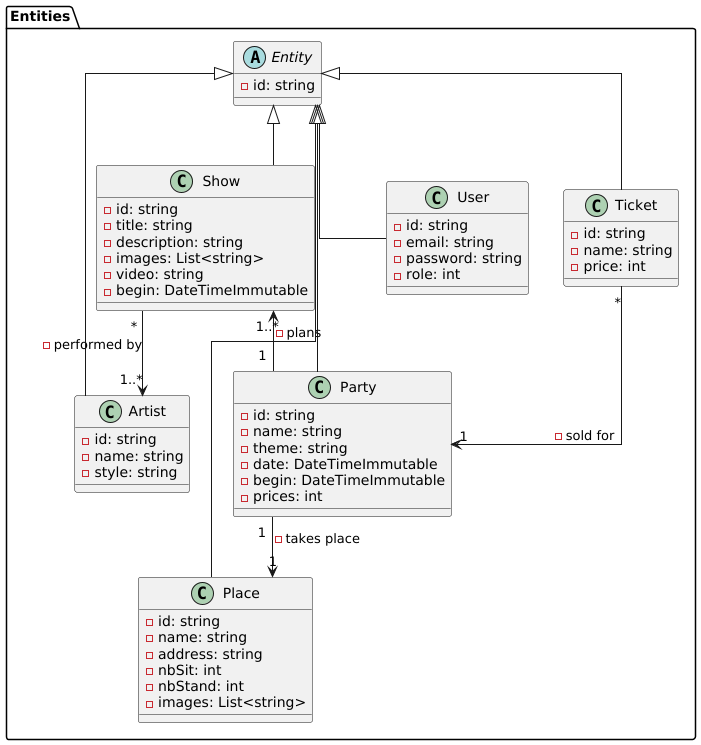 Entities
A Entity
id: string
C Show
id: string
title: string
description: string
images: List<string>
video: string
begin: DateTimeImmutable
C User
id: string
email: string
password: string
role: int
C Ticket
id: string
name: string
price: int
*
performed by
1..*
1..*
plans
1
*
C Artist
id: string
name: string
style: string
C Party
id: string
name: string
theme: string
date: DateTimeImmutable
begin: DateTimeImmutable
prices: int
1
sold for
1
takes place
1
C Place
id: string
name: string
address: string
nbSit: int
nbStand: int
images: List<string>